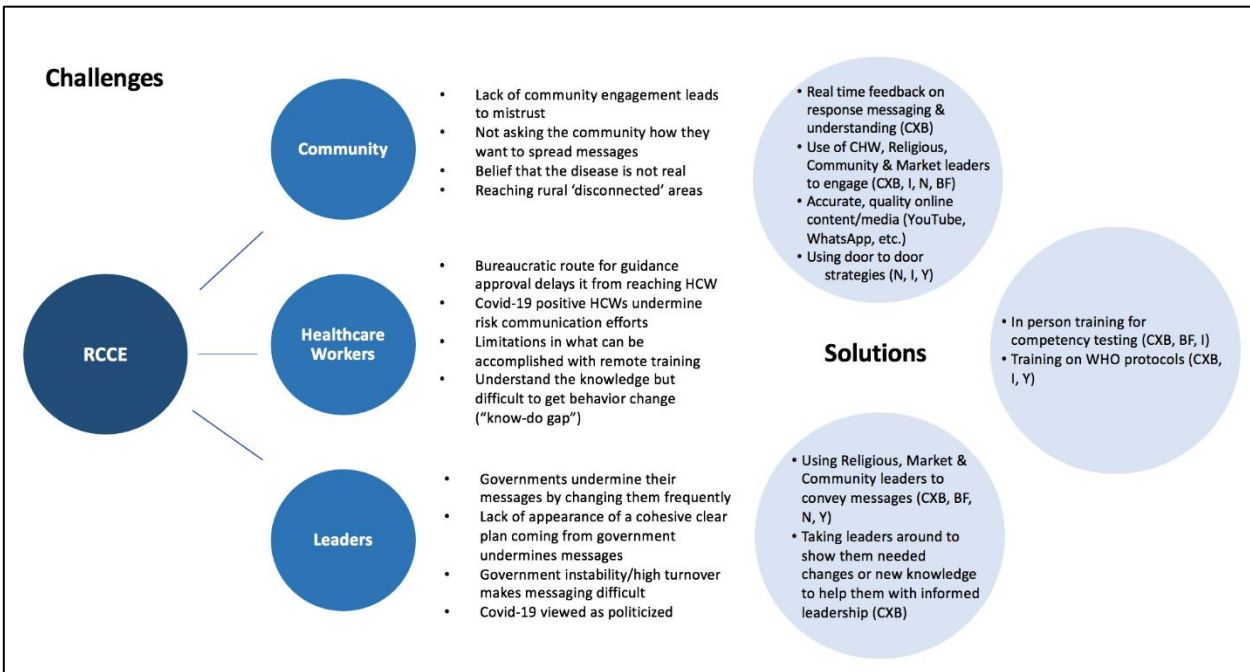 Challenges
RCCE
Community
• Lack of community engagement leads
to mistrust
• Not asking the community how they
want to spread messages
• Belief that the disease is not real
• Reaching rural ‘disconnected’ areas
Healthcare
Workers
• Bureaucratic route for guidance
approval delays it from reaching HCW
• Covid-19 positive HCWs undermine
risk communication efforts
• Limitations in what can be
accomplished with remote training
• Understand the knowledge but
difficult to get behavior change
(“know-do gap”)
Leaders
• Governments undermine their
messages by changing them frequently
• Lack of appearance of a cohesive clear
plan coming from government
undermines messages
• Government instability/high turnover
makes messaging difficult
• Covid-19 viewed as politicized
Solutions
• Real time feedback on
response messaging &
understanding (CXB)
• Use of CHW, Religious,
Community & Market leaders
to engage (CXB, I, N, BF)
• Accurate, quality online
content/media (YouTube,
WhatsApp, etc.)
• Using door to door
strategies (N, I, Y)
• In person training for
competency testing (CXB, BF, I)
• Training on WHO protocols (CXB,
I, Y)
• Using Religious, Market &
Community leaders to
convey messages (CXB, BF,
N, Y)
• Taking leaders around to
show them needed
changes or new knowledge
to help them with informed
leadership (CXB)